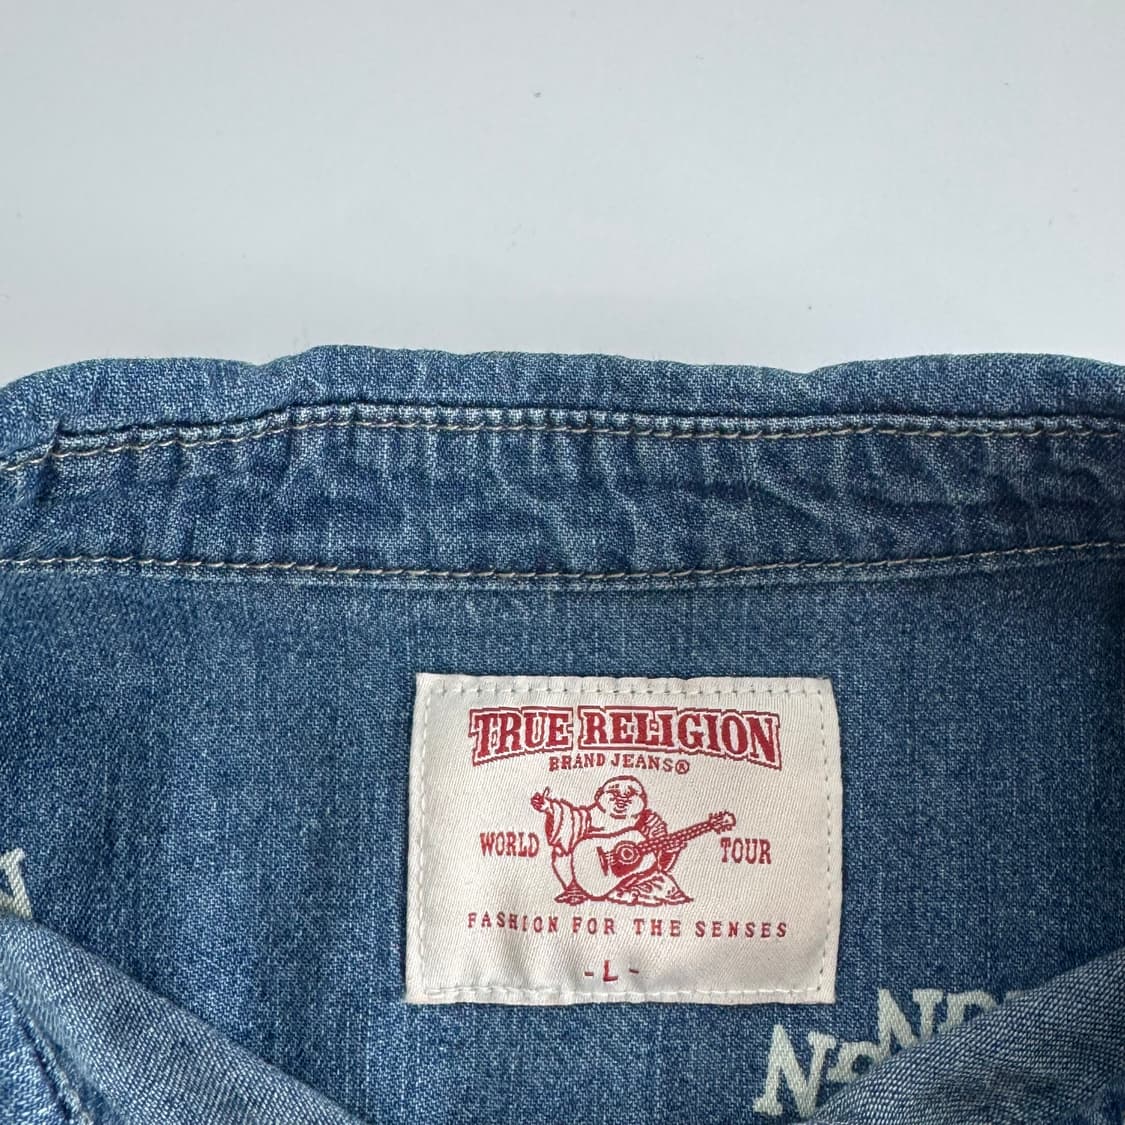 TRUE RELIGION
BRAND JEANS®
WORLD TOUR
FASHION FOR THE SENSES
- L -